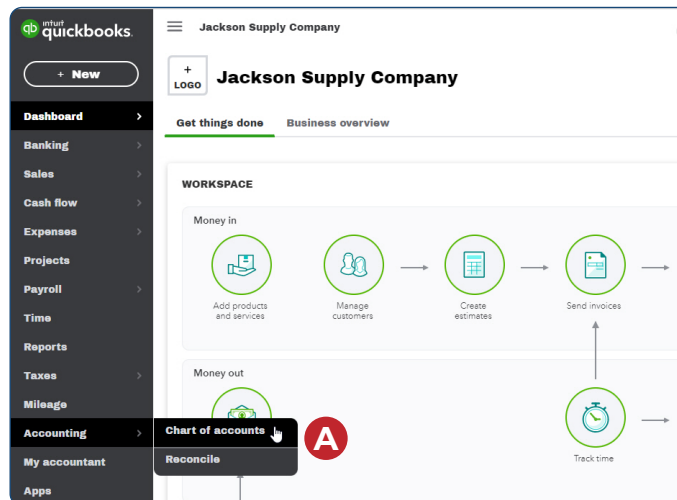 intuit
qb quickbooks.
+ New
Dashboard
Banking
Sales
Cash flow
Expenses
Projects
Payroll
Time
Reports
Taxes
Mileage
Accounting
My accountant
Apps
Chart of accounts
Reconcile
A
Jackson Supply Company
+
LOGO
Jackson Supply Company
Get things done
Business overview
WORKSPACE
Money in
Add products
and services
Manage
customers
Create
estimates
Send invoices
Money out
Track time